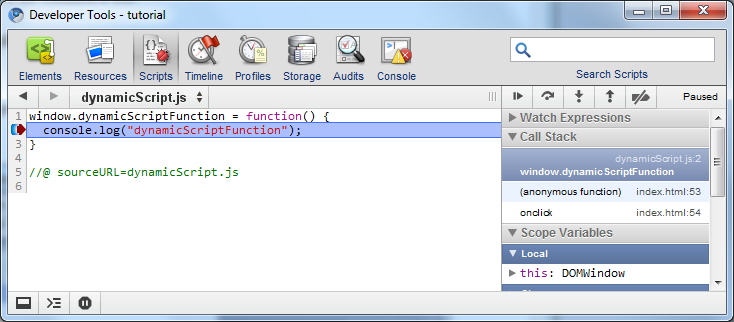 Developer Tools - tutorial
Elements Resources Scripts Timeline Profiles Storage Audits Console
Search Scripts
dynamicScript.js
Paused
1 window.dynamicScriptFunction = function() {
console.log("dynamicScriptFunction");
3 }
4
5 //@ sourceURL=dynamicScript.js
6
Watch Expressions
Call Stack
dynamicScript.js:2
window.dynamicScriptFunction
(anonymous function) index.html:53
onclick index.html:54
Scope Variables
Local
this: DOMWindow